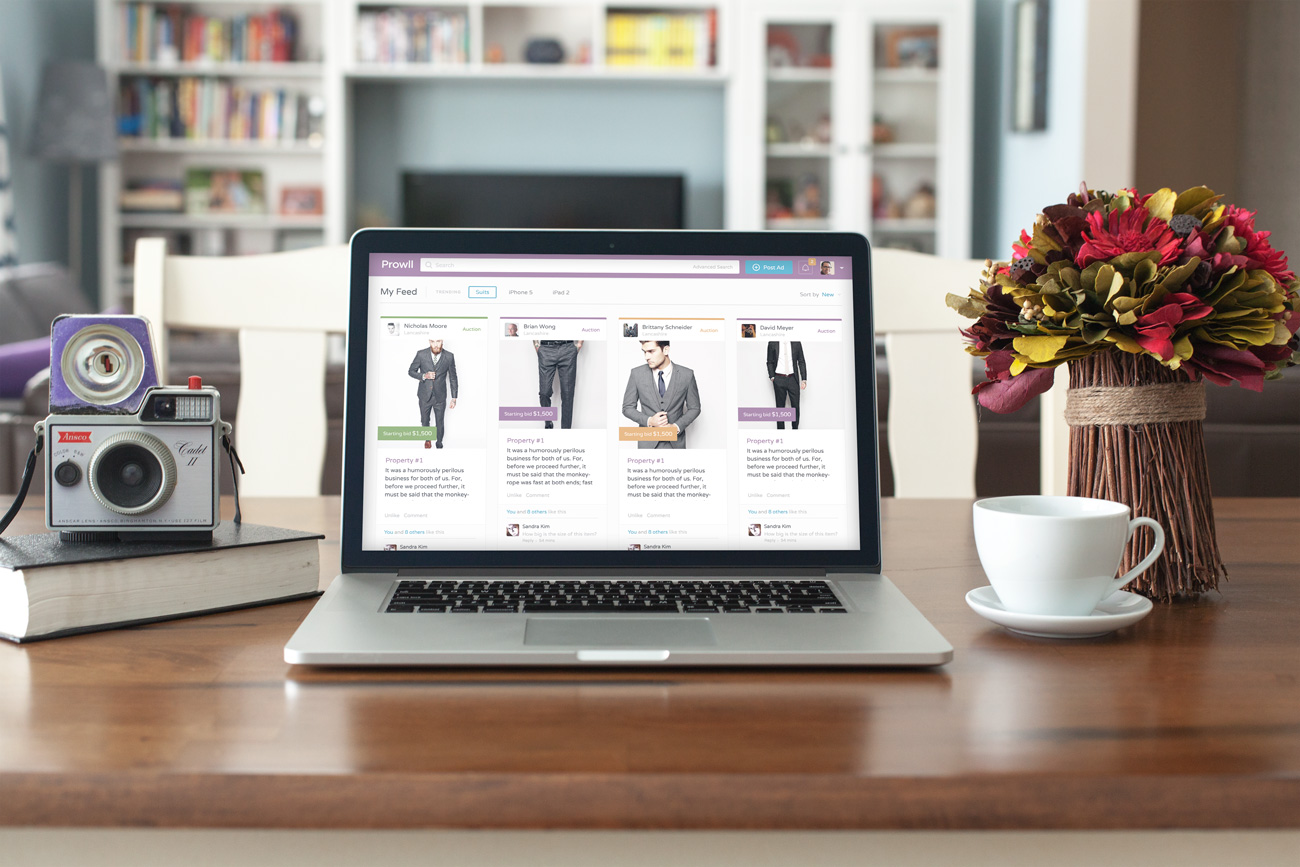 Prowll
Search
Advanced Search
Post Ad
My Feed
TRENDING
Suits
iPhone 5
iPad 2
Sort by New
Nicholas Moore
Lancashire
Auction
Starting bid $1,500
Property #1
It was a humorously perilous
business for both of us. For,
before we proceed further, it
must be said that the monkey-
Unlike Comment
You and 8 others like this
Sandra Kim
Brian Wong
Lancashire
Auction
Starting bid $1,500
Property #1
It was a humorously perilous
business for both of us. For,
before we proceed further, it
must be said that the monkey-
rope was fast at both ends; fast
Unlike Comment
You and 8 others like this
Sandra Kim
How big is the size of this item?
Reply
Brittany Schneider
Lancashire
Auction
Starting bid $1,500
Property #1
It was a humorously perilous
business for both of us. For,
before we proceed further, it
must be said that the monkey-
Unlike Comment
You and 8 others like this
Sandra Kim
David Meyer
Lancashire
Auction
Starting bid $1,500
Property #1
It was a humorously perilous
business for both of us. For,
before we proceed further, it
must be said that the monkey-
Unlike Comment
You and 8 others like this
Sandra Kim
How big is the size of this item?
Reply
Ansco
Cadet
II
COLOR B&W